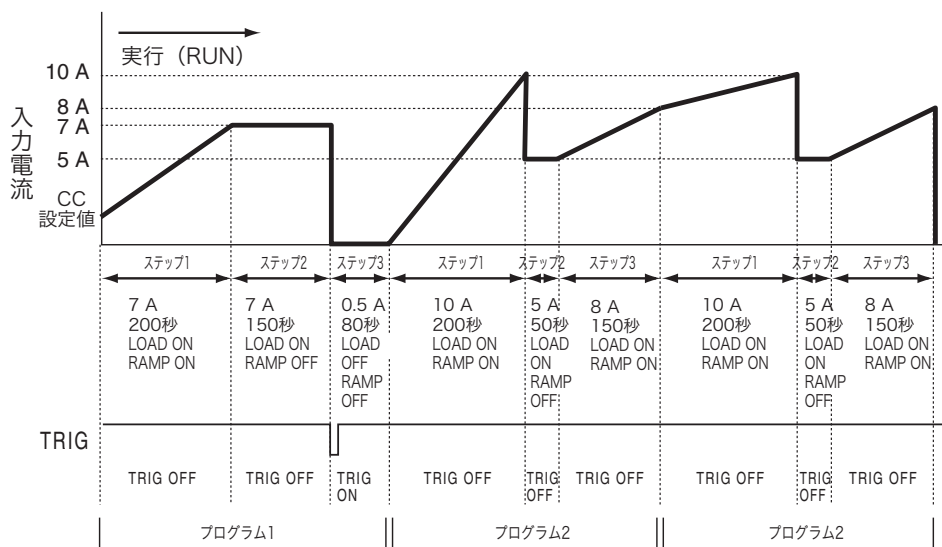 実行（RUN）
10 A
8 A
7 A
5 A
入力電流
CC
設定値
ステップ1
ステップ2
ステップ3
ステップ1
ステップ2
ステップ3
ステップ1
ステップ2
ステップ3
7 A
200秒
LOAD ON
RAMP ON
7 A
150秒
LOAD ON
RAMP OFF
0.5 A
80秒
LOAD
OFF
RAMP
OFF
10 A
200秒
LOAD ON
RAMP ON
5 A
50秒
LOAD
ON
RAMP
OFF
8 A
150秒
LOAD ON
RAMP ON
10 A
200秒
LOAD ON
RAMP ON
5 A
50秒
LOAD
ON
RAMP
OFF
8 A
150秒
LOAD ON
RAMP ON
TRIG
TRIG OFF
TRIG OFF
TRIG
ON
TRIG OFF
TRIG
OFF
TRIG OFF
TRIG OFF
TRIG
OFF
TRIG OFF
プログラム1
プログラム2
プログラム2